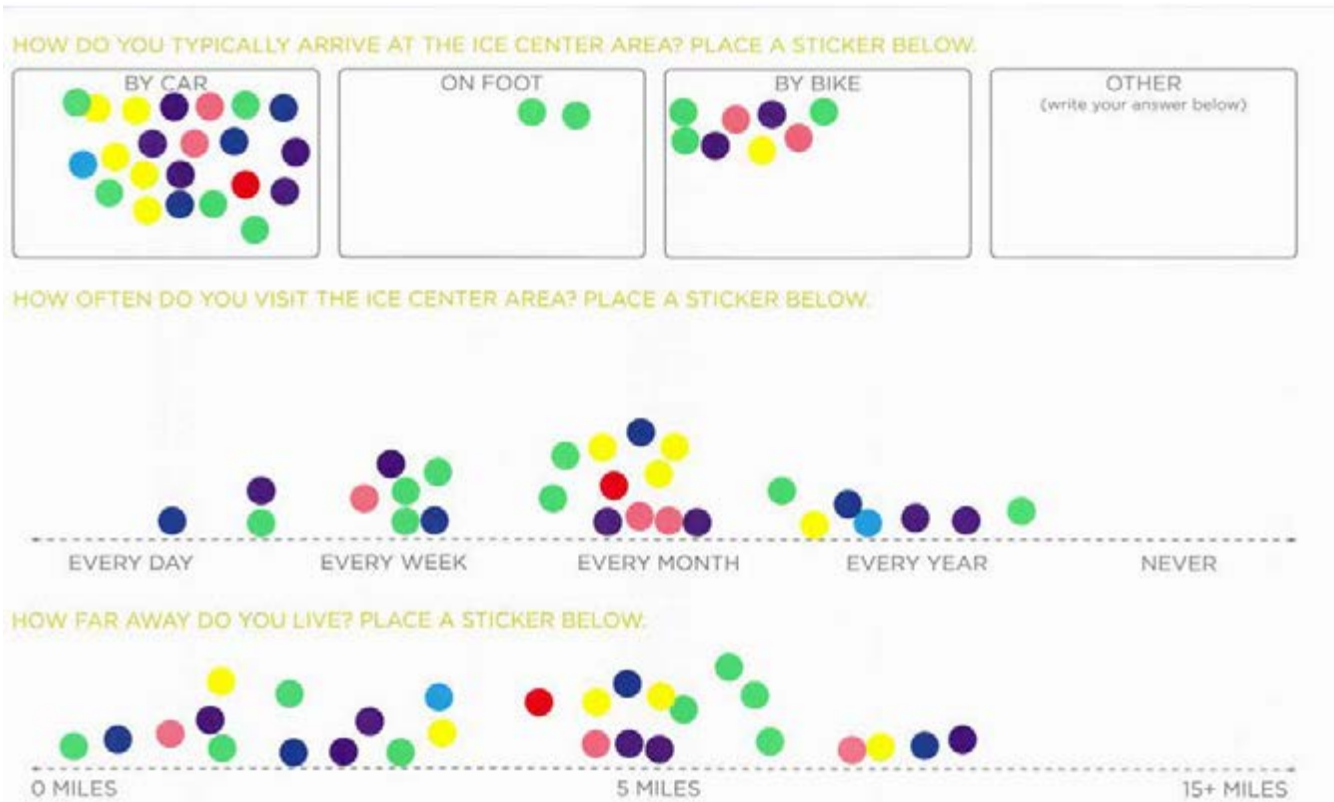 HOW DO YOU TYPICALLY ARRIVE AT THE ICE CENTER AREA? PLACE A STICKER BELOW.
BY CAR
ON FOOT
BY BIKE
OTHER
(write your answer below)
HOW OFTEN DO YOU VISIT THE ICE CENTER AREA? PLACE A STICKER BELOW.
EVERY DAY
EVERY WEEK
EVERY MONTH
EVERY YEAR
NEVER
HOW FAR AWAY DO YOU LIVE? PLACE A STICKER BELOW.
0 MILES
5 MILES
15+ MILES